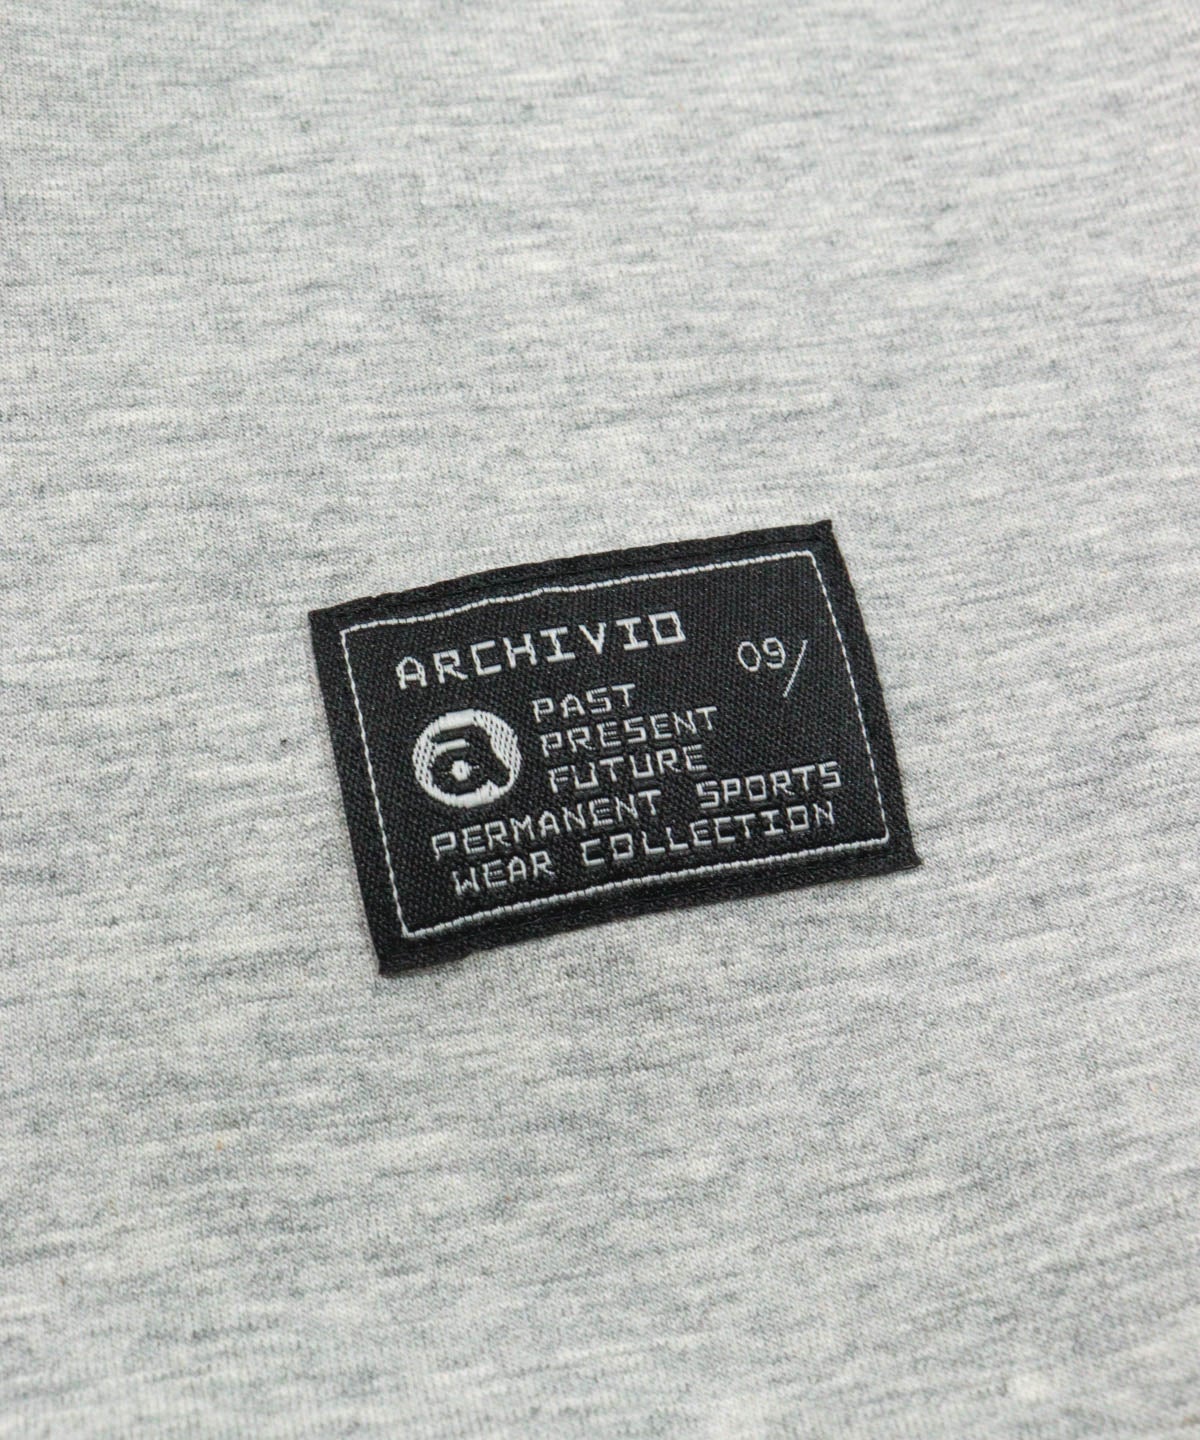 ARCHIVIO
09/
a
PAST
PRESENT
FUTURE
PERMANENT SPORTS
WEAR COLLECTION